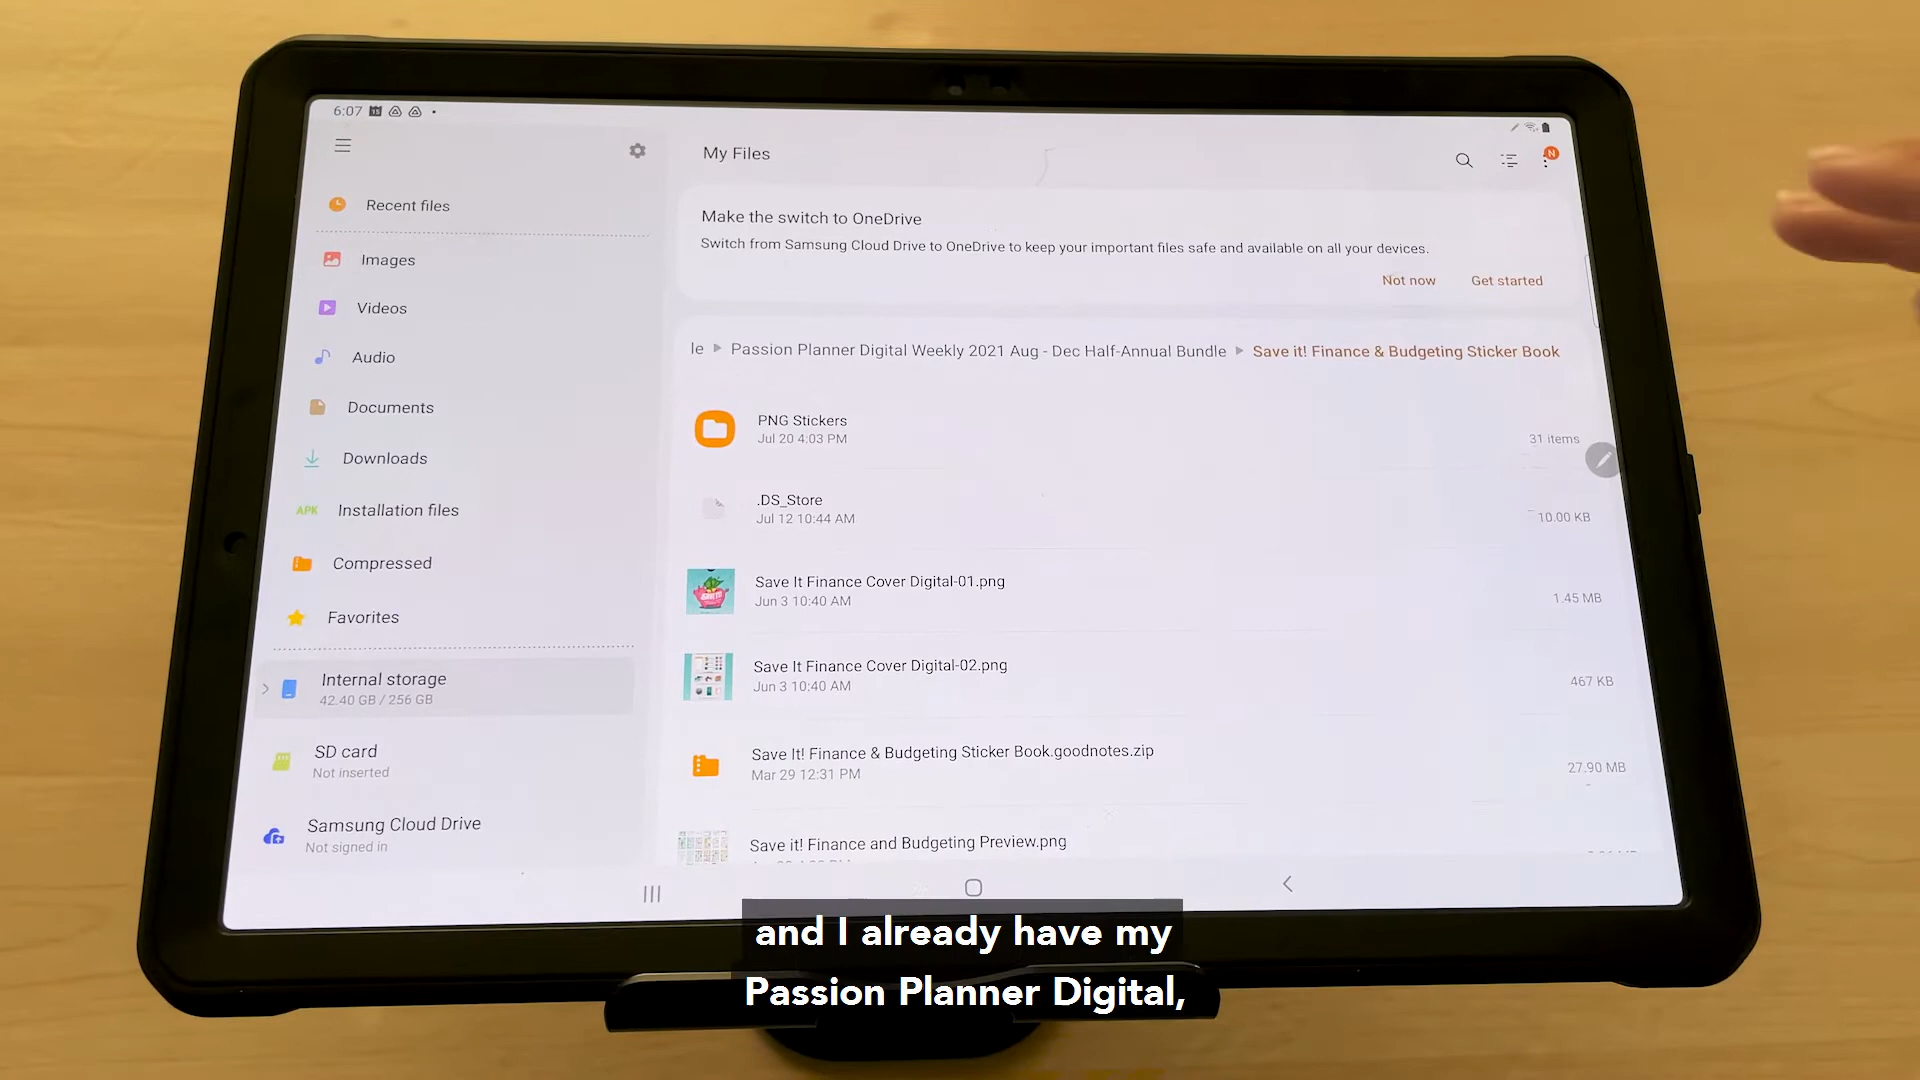 6:07
My Files
Recent files
Images
Videos
Audio
Documents
Downloads
APK Installation files
Compressed
Favorites
Internal storage
42.40 GB / 256 GB
SD card
Not inserted
Samsung Cloud Drive
Not signed in
N
Make the switch to OneDrive
Switch from Samsung Cloud Drive to OneDrive to keep your important files safe and available on all your devices.
Not now Get started
le Passion Planner Digital Weekly 2021 Aug - Dec Half-Annual Bundle Save it! Finance & Budgeting Sticker Book
PNG Stickers
Jul 20 4:03 PM
31 items
.DS_Store
Jul 12 10:44 AM
10.00 KB
Save It Finance Cover Digital-01.png
Jun 3 10:40 AM
1.45 MB
Save It Finance Cover Digital-02.png
Jun 3 10:40 AM
467 KB
Save It! Finance & Budgeting Sticker Book.goodnotes.zip
Mar 29 12:31 PM
27.90 MB
Save it! Finance and Budgeting Preview.png
and I already have my
Passion Planner Digital,